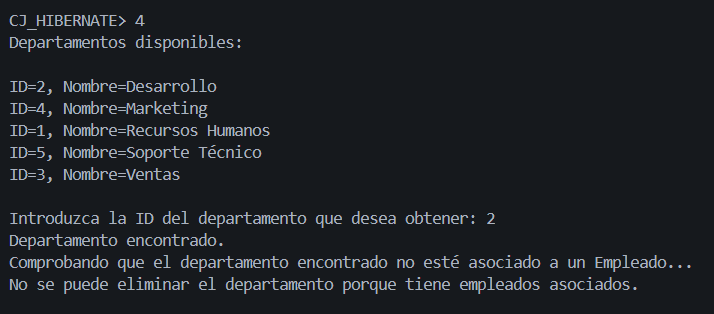 CJ_HIBERNATE> 4
Departamentos disponibles:
ID=2, Nombre=Desarrollo
ID=4, Nombre=Marketing
ID=1, Nombre=Recursos Humanos
ID=5, Nombre=Soporte Técnico
ID=3, Nombre=Ventas
Introduzca la ID del departamento que desea obtener: 2
Departamento encontrado.
Comprobando que el departamento encontrado no esté asociado a un Empleado...
No se puede eliminar el departamento porque tiene empleados asociados.